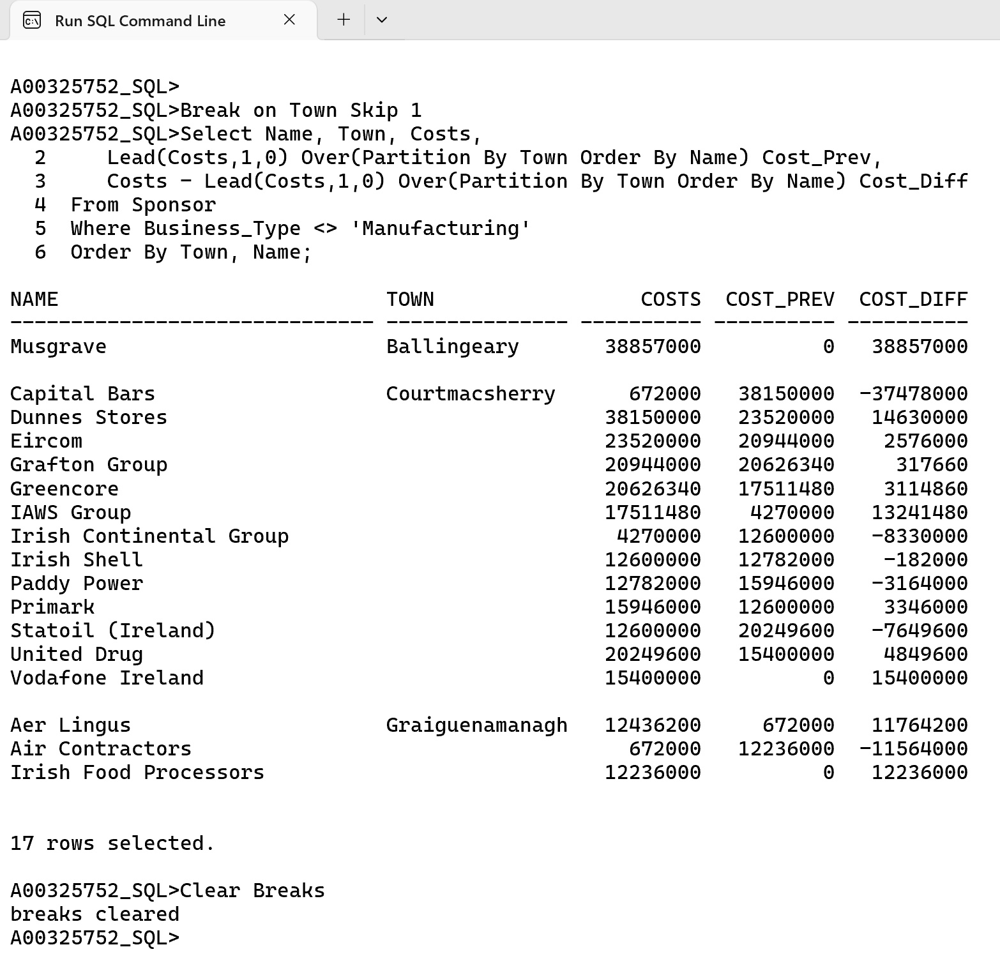 Run SQL Command Line
A00325752_SQL>
A00325752_SQL>Break on Town Skip 1
A00325752_SQL>Select Name, Town, Costs,
  2     Lead(Costs,1,0) Over(Partition By Town Order By Name) Cost_Prev,
  3     Costs - Lead(Costs,1,0) Over(Partition By Town Order By Name) Cost_Diff
  4  From Sponsor
  5  Where Business_Type <> 'Manufacturing'
  6  Order By Town, Name;
NAME                           TOWN                 COSTS  COST_PREV  COST_DIFF
------------------------------ --------------- ---------- ---------- ----------
Musgrave                       Ballingeary       38857000          0   38857000
Capital Bars                   Courtmacsherry      672000   38150000  -37478000
Dunnes Stores                                    38150000   23520000   14630000
Eircom                                           23520000   20944000    2576000
Grafton Group                                    20944000   20626340     317660
Greencore                                        20626340   17511480    3114860
IAWS Group                                       17511480    4270000   13241480
Irish Continental Group                           4270000   12600000   -8330000
Irish Shell                                      12600000   12782000    -182000
Paddy Power                                      12782000   15946000   -3164000
Primark                                          15946000   12600000    3346000
Statoil (Ireland)                                12600000   20249600   -7649600
United Drug                                      20249600   15400000    4849600
Vodafone Ireland                                 15400000          0   15400000
Aer Lingus                     Graiguenamanagh   12436200     672000   11764200
Air Contractors                                    672000   12236000  -11564000
Irish Food Processors                            12236000          0   12236000
17 rows selected.
A00325752_SQL>Clear Breaks
breaks cleared
A00325752_SQL>